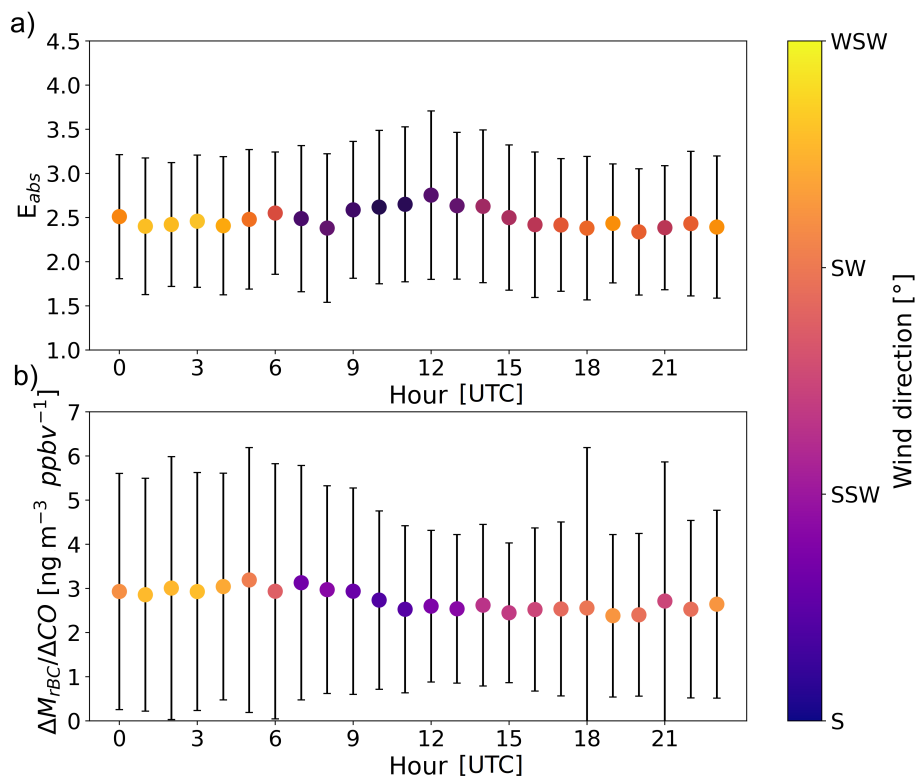 a)
E_abs
4.5
4.0
3.5
3.0
2.5
2.0
1.5
1.0
0 3 6 9 12 15 18 21
Hour [UTC]
b)
ΔM_rBC/ΔCO [ng m⁻³ ppbv⁻¹]
7
6
5
4
3
2
1
0
0 3 6 9 12 15 18 21
Hour [UTC]
WSW
SW
SSW
S
Wind direction [°]